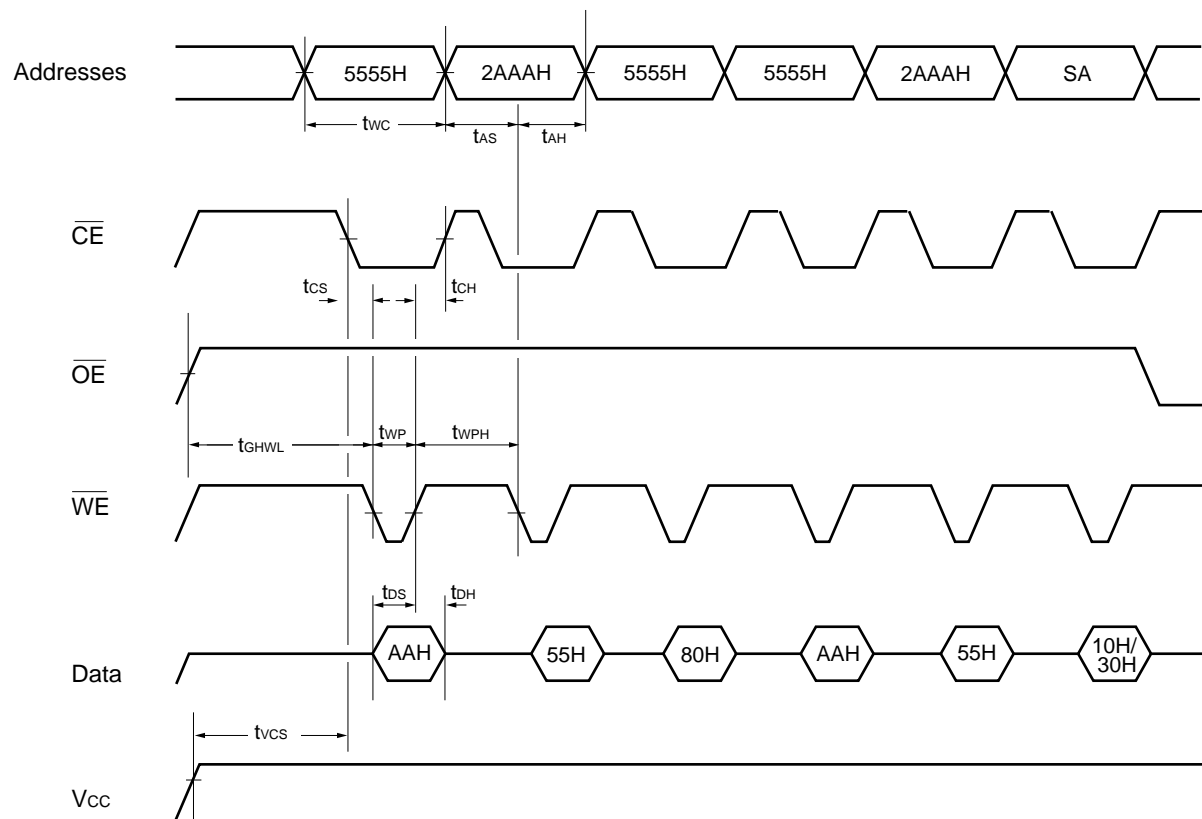 Addresses 5555H 2AAAH 5555H 5555H 2AAAH SA
tWC tAS tAH
CE
tCS tCH
OE
tGHWL tWP tWPH
WE
tDS tDH
Data AAH 55H 80H AAH 55H 10H/
30H
tVCS
VCC